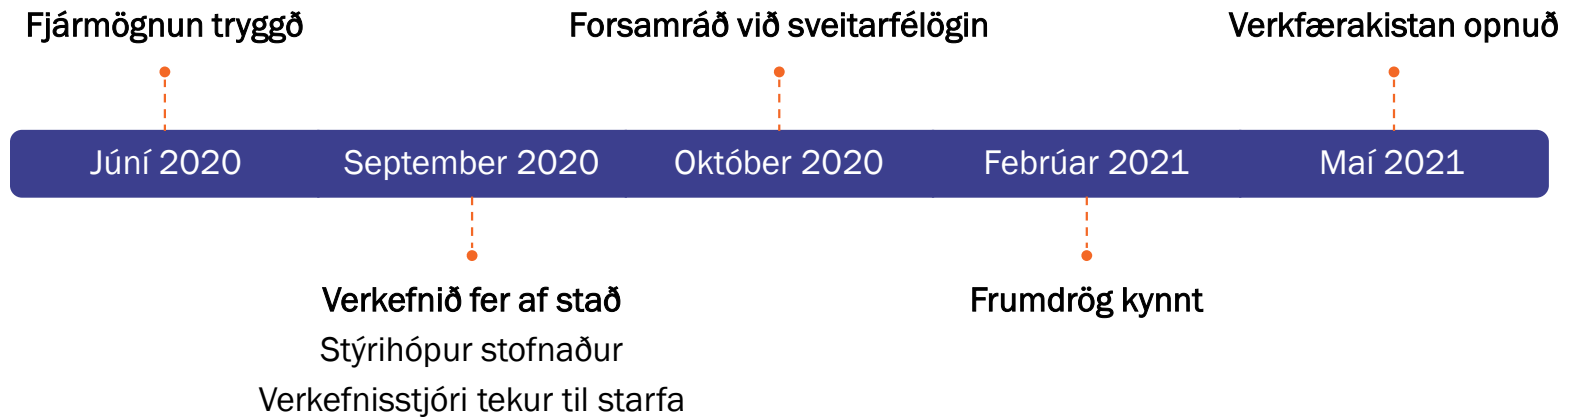 Fjármögnun tryggð
Forsamráð við sveitarfélögin
Verkfærakistan opnuð
Júní 2020
September 2020
Október 2020
Febrúar 2021
Maí 2021
Verkefnið fer af stað
Stýrihópur stofnaður
Verkefnisstjóri tekur til starfa
Frumdrög kynnt